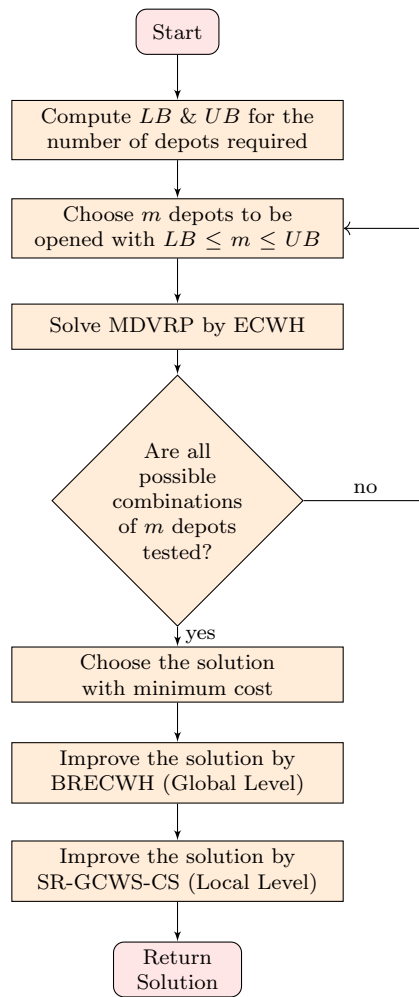 Start
Compute LB & UB for the
number of depots required
Choose m depots to be
opened with LB ≤ m ≤ UB
Solve MDVRP by ECWH
Are all
possible
combinations
of m depots
tested?
no
yes
Choose the solution
with minimum cost
Improve the solution by
BRECWH (Global Level)
Improve the solution by
SR-GCWS-CS (Local Level)
Return
Solution